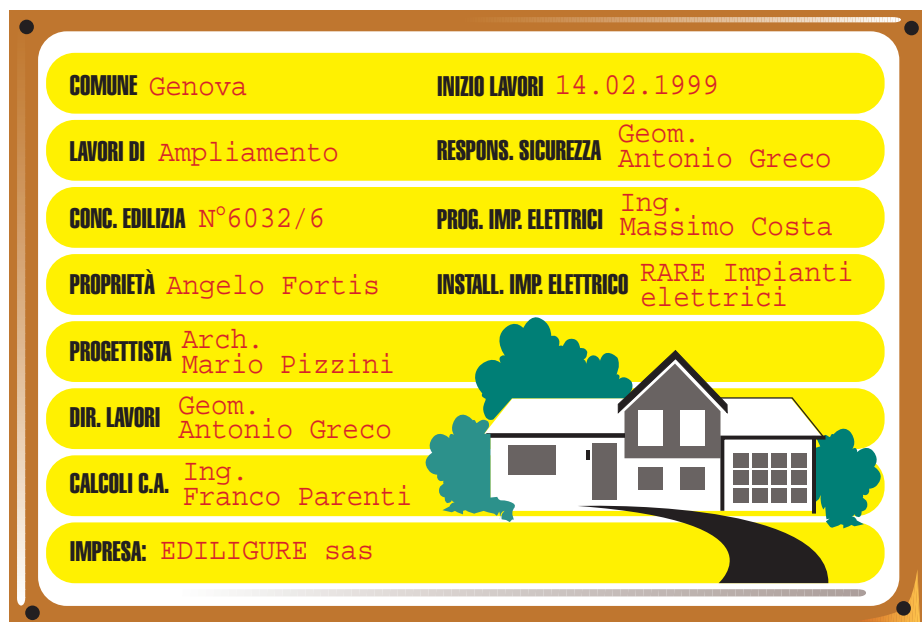 COMUNE Genova
LAVORI DI Ampliamento
CONC. EDILIZIA N°6032/6
PROPRIETÀ Angelo Fortis
PROGETTISTA Arch.
Mario Pizzini
DIR. LAVORI Geom.
Antonio Greco
CALCOLI C.A. Ing.
Franco Parenti
IMPRESA: EDILIGURE sas
INIZIO LAVORI 14.02.1999
RESPONS. SICUREZZA Geom.
Antonio Greco
PROG. IMP. ELETTRICI Ing.
Massimo Costa
INSTALL. IMP. ELETTRICO RARE Impianti
elettrici